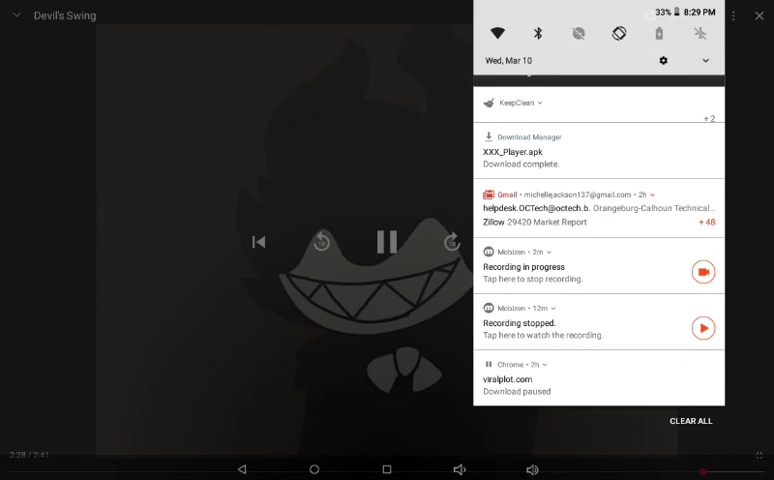 Devil's Swing
33% 8:29 PM
Wed, Mar 10
KeepClean
+ 2
Download Manager
XXX_Player.apk
Download complete.
Gmail • michellejackson137@gmail.com • 2h
helpdesk.OCTech@octech.b. Orangeburg-Calhoun Technical...
Zillow 29420 Market Report
+ 48
Mobizen • 2m
Recording in progress
Tap here to stop recording.
Mobizen • 12m
Recording stopped.
Tap here to watch the recording.
Chrome • 2h
viralplot.com
Download paused
CLEAR ALL
10
2:28 / 2:41